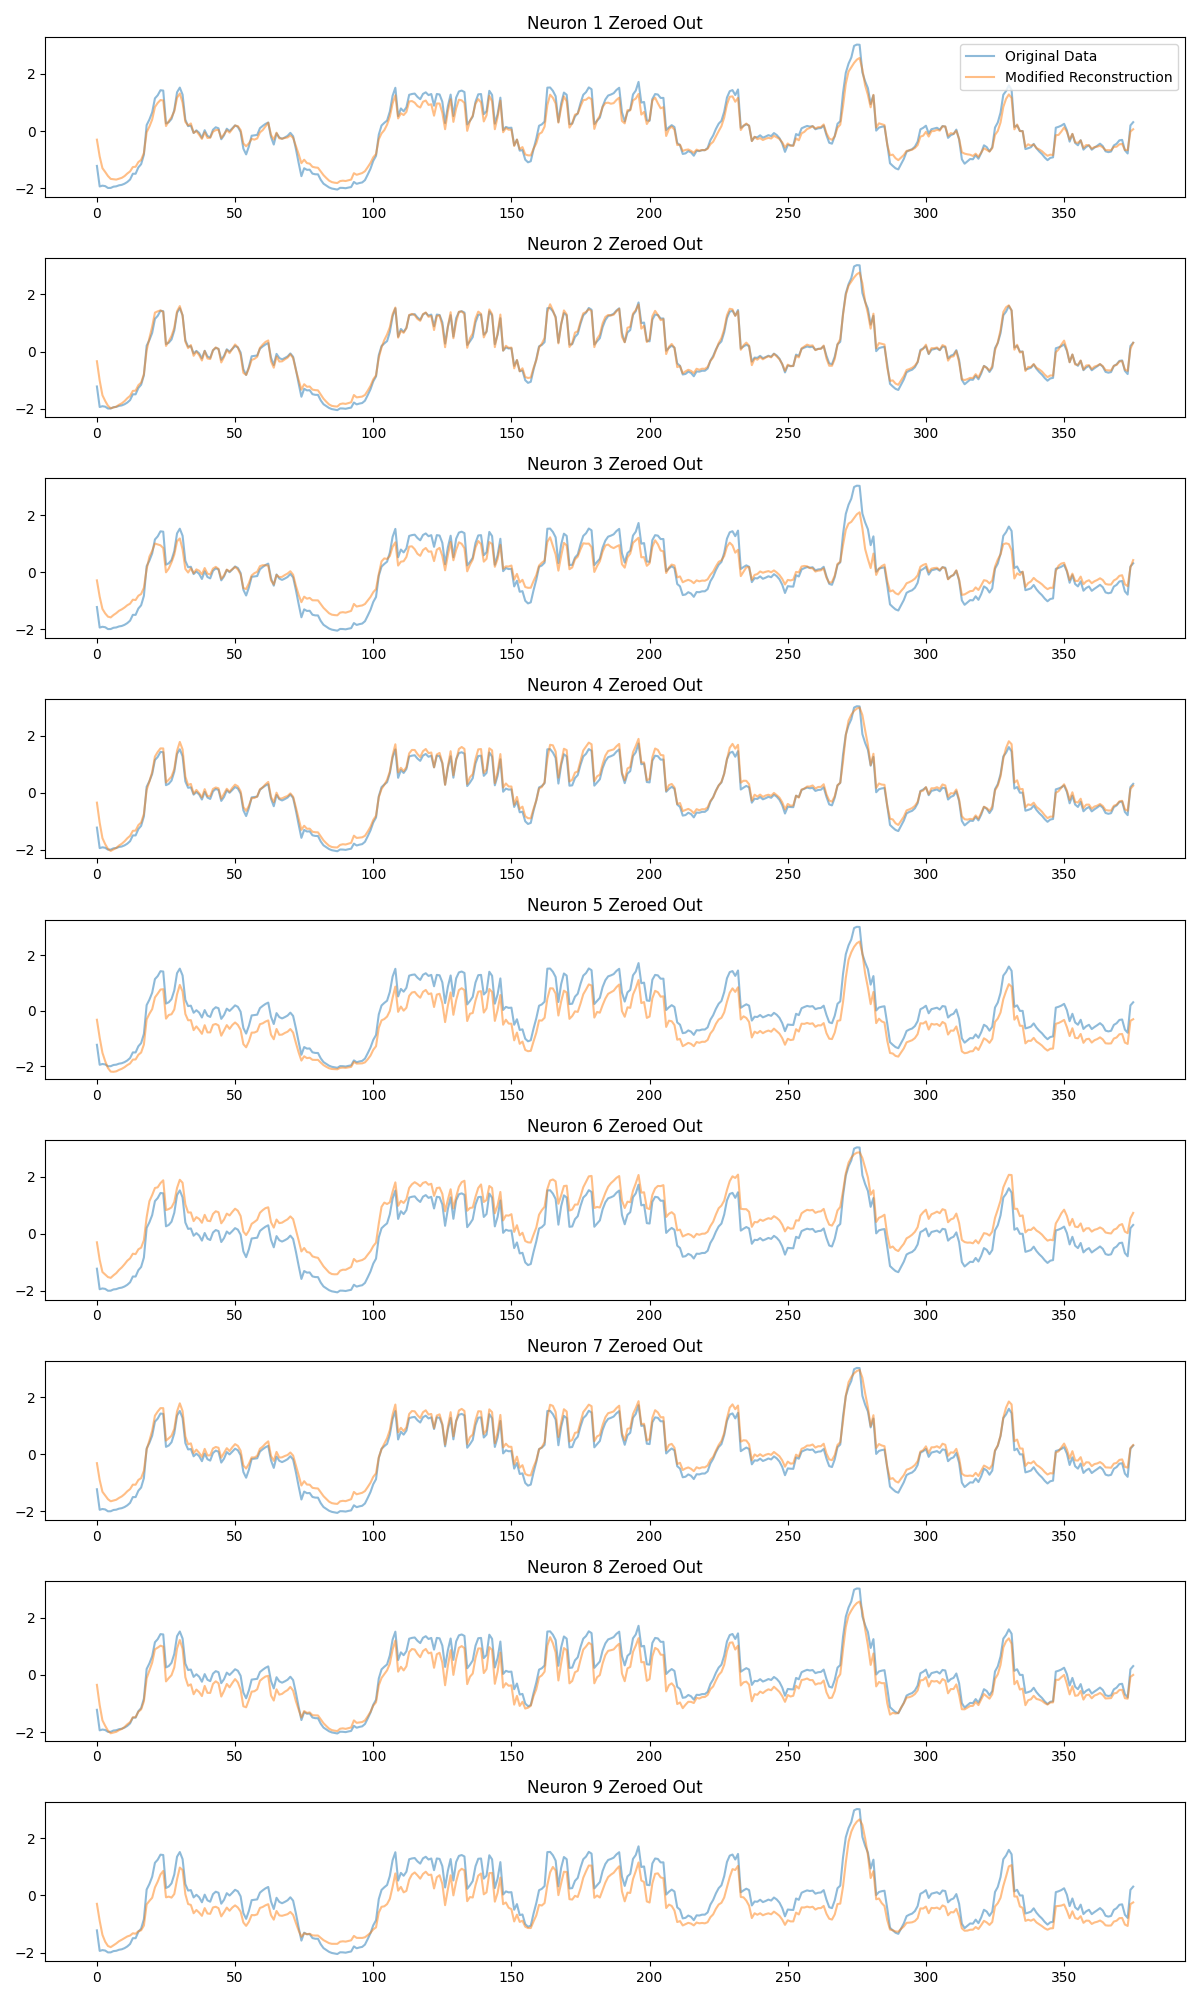 Neuron 1 Zeroed Out
Original Data
Modified Reconstruction
2
0
−2
0 50 100 150 200 250 300 350
Neuron 2 Zeroed Out
2
0
−2
0 50 100 150 200 250 300 350
Neuron 3 Zeroed Out
2
0
−2
0 50 100 150 200 250 300 350
Neuron 4 Zeroed Out
2
0
−2
0 50 100 150 200 250 300 350
Neuron 5 Zeroed Out
2
0
−2
0 50 100 150 200 250 300 350
Neuron 6 Zeroed Out
2
0
−2
0 50 100 150 200 250 300 350
Neuron 7 Zeroed Out
2
0
−2
0 50 100 150 200 250 300 350
Neuron 8 Zeroed Out
2
0
−2
0 50 100 150 200 250 300 350
Neuron 9 Zeroed Out
2
0
−2
0 50 100 150 200 250 300 350